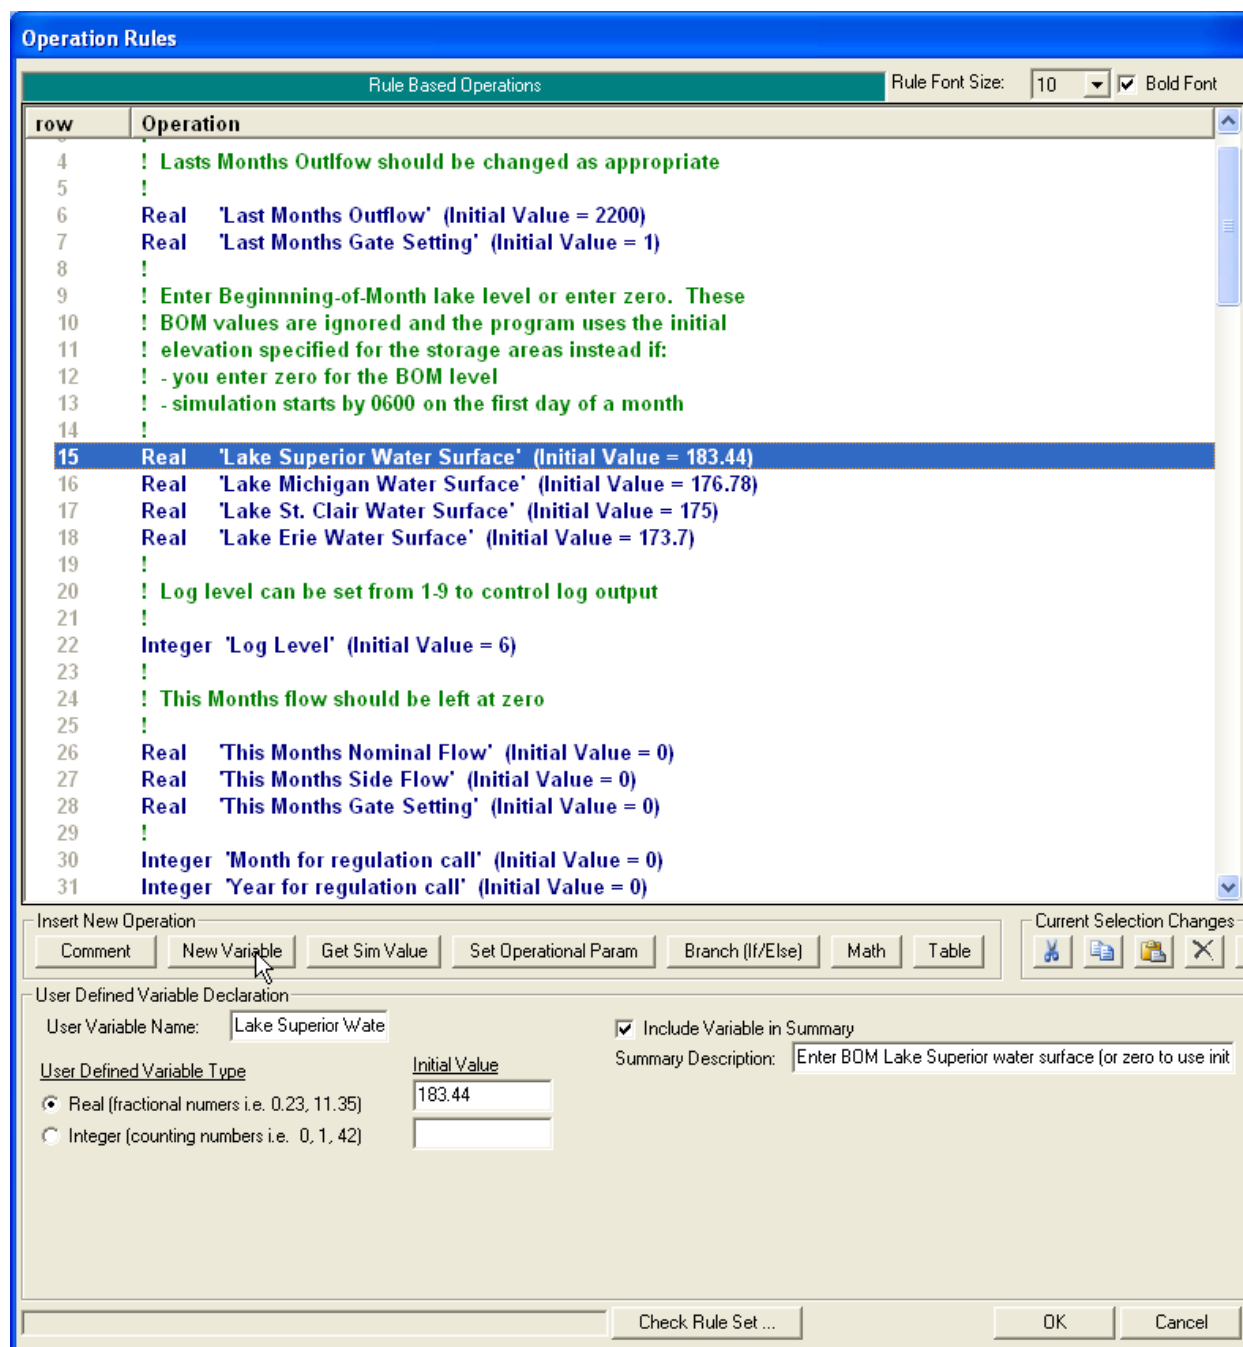 Operation Rules
Rule Based Operations Rule Font Size: 10 Bold Font
row Operation
4 ! Lasts Months Outlfow should be changed as appropriate
5 !
6 Real 'Last Months Outflow' (Initial Value = 2200)
7 Real 'Last Months Gate Setting' (Initial Value = 1)
8 !
9 ! Enter Beginnning-of-Month lake level or enter zero. These
10 ! BOM values are ignored and the program uses the initial
11 ! elevation specified for the storage areas instead if:
12 ! - you enter zero for the BOM level
13 ! - simulation starts by 0600 on the first day of a month
14 !
15 Real 'Lake Superior Water Surface' (Initial Value = 183.44)
16 Real 'Lake Michigan Water Surface' (Initial Value = 176.78)
17 Real 'Lake St. Clair Water Surface' (Initial Value = 175)
18 Real 'Lake Erie Water Surface' (Initial Value = 173.7)
19 !
20 ! Log level can be set from 1-9 to control log output
21 !
22 Integer 'Log Level' (Initial Value = 6)
23 !
24 ! This Months flow should be left at zero
25 !
26 Real 'This Months Nominal Flow' (Initial Value = 0)
27 Real 'This Months Side Flow' (Initial Value = 0)
28 Real 'This Months Gate Setting' (Initial Value = 0)
29 !
30 Integer 'Month for regulation call' (Initial Value = 0)
31 Integer 'Year for regulation call' (Initial Value = 0)
Insert New Operation Current Selection Changes
Comment New Variable Get Sim Value Set Operational Param Branch (If/Else) Math Table
User Defined Variable Declaration
User Variable Name: Lake Superior Wate Include Variable in Summary
Summary Description: Enter BOM Lake Superior water surface (or zero to use init
User Defined Variable Type Initial Value
Real (fractional numers i.e. 0.23, 11.35) 183.44
Integer (counting numbers i.e. 0, 1, 42)
Check Rule Set ... OK Cancel